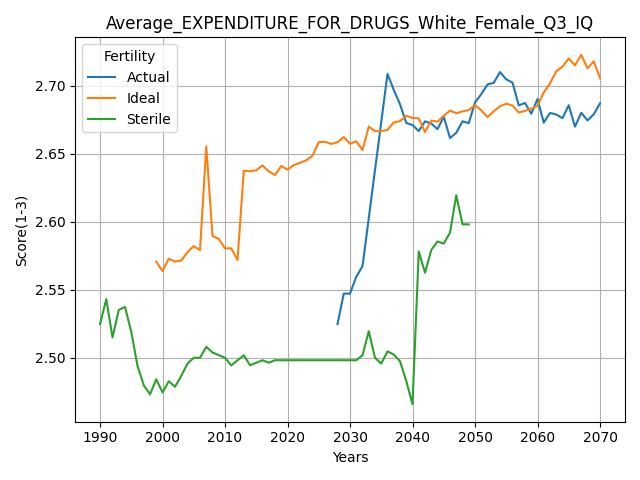 Average_EXPENDITURE_FOR_DRUGS_White_Female_Q3_IQ
Fertility
Actual
Ideal
Sterile
Score(1-3)
2.70
2.65
2.60
2.55
2.50
1990 2000 2010 2020 2030 2040 2050 2060 2070
Years